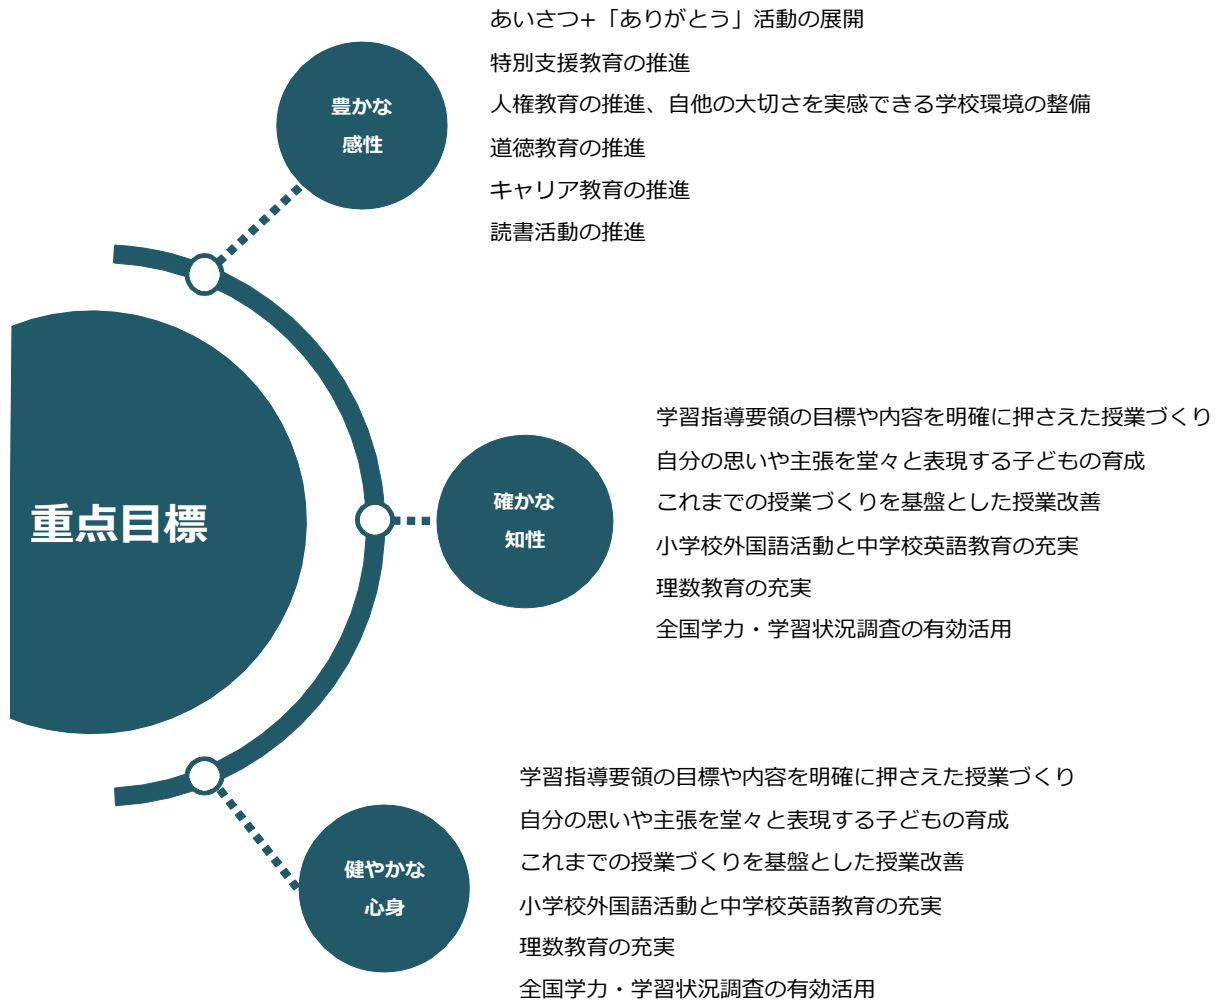 重点目標
豊かな
感性
あいさつ+「ありがとう」活動の展開
特別支援教育の推進
人権教育の推進、自他の大切さを実感できる学校環境の整備
道徳教育の推進
キャリア教育の推進
読書活動の推進
確かな
知性
学習指導要領の目標や内容を明確に押さえた授業づくり
自分の思いや主張を堂々と表現する子どもの育成
これまでの授業づくりを基盤とした授業改善
小学校外国語活動と中学校英語教育の充実
理数教育の充実
全国学力・学習状況調査の有効活用
健やかな
心身
学習指導要領の目標や内容を明確に押さえた授業づくり
自分の思いや主張を堂々と表現する子どもの育成
これまでの授業づくりを基盤とした授業改善
小学校外国語活動と中学校英語教育の充実
理数教育の充実
全国学力・学習状況調査の有効活用